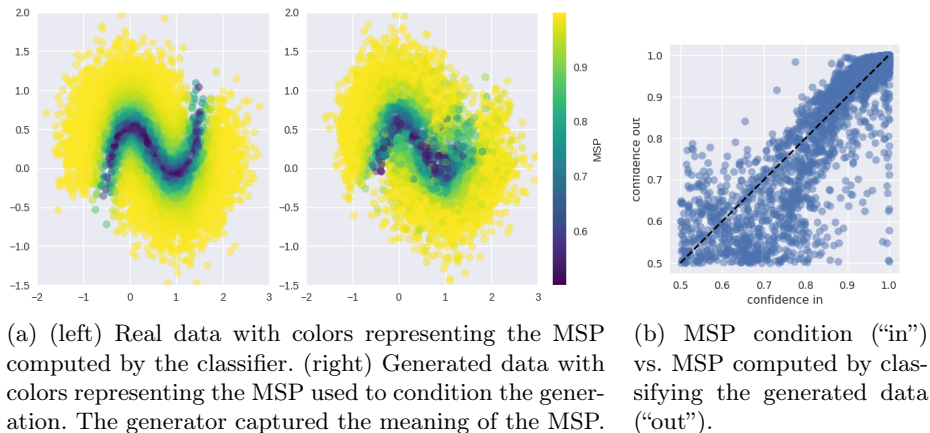 2.0
1.5
1.0
0.5
0.0
−0.5
−1.0
−1.5
−2 −1 0 1 2 3
2.0
1.5
1.0
0.5
0.0
−0.5
−1.0
−1.5
−2 −1 0 1 2 3
0.9
0.8
0.7
0.6
MSP
(a) (left) Real data with colors representing the MSP
computed by the classifier. (right) Generated data with
colors representing the MSP used to condition the gener-
ation. The generator captured the meaning of the MSP.
confidence out
1.0
0.9
0.8
0.7
0.6
0.5
0.5 0.6 0.7 0.8 0.9 1.0
confidence in
(b) MSP condition (“in”)
vs. MSP computed by clas-
sifying the generated data
(“out”).